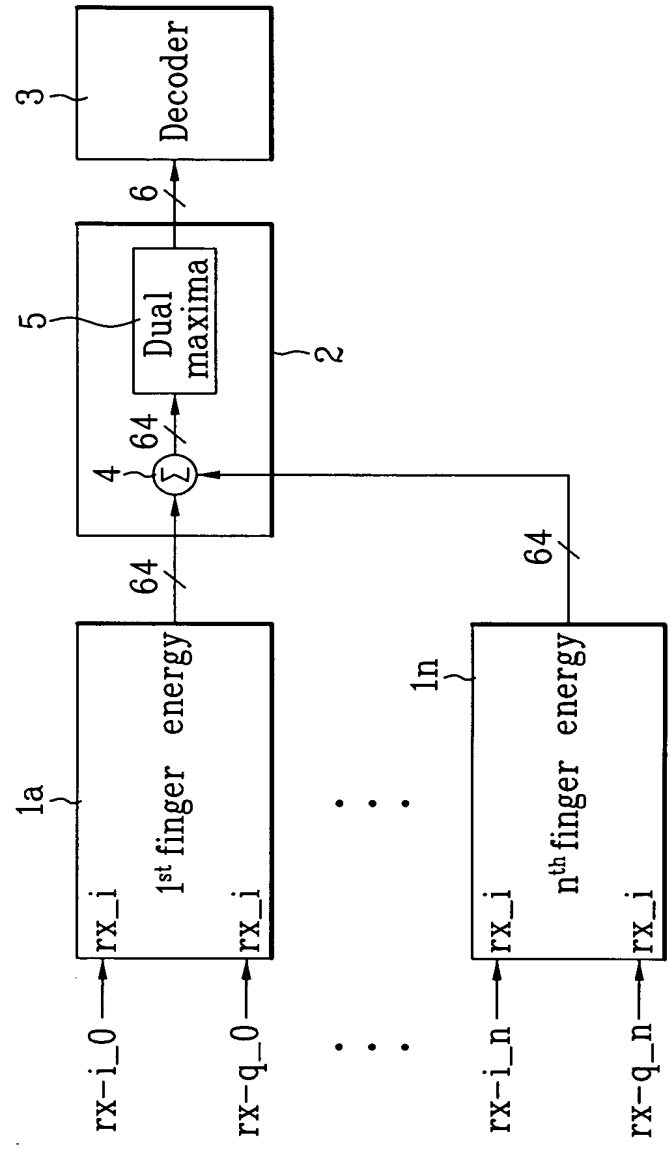 1a
rx-i_0
rx_i
1st finger energy
rx-q_0
rx_i
64
4
Σ
64
5
Dual
maxima
2
6
3
Decoder
1n
rx-i_n
rx_i
nth finger energy
rx-q_n
rx_i
64